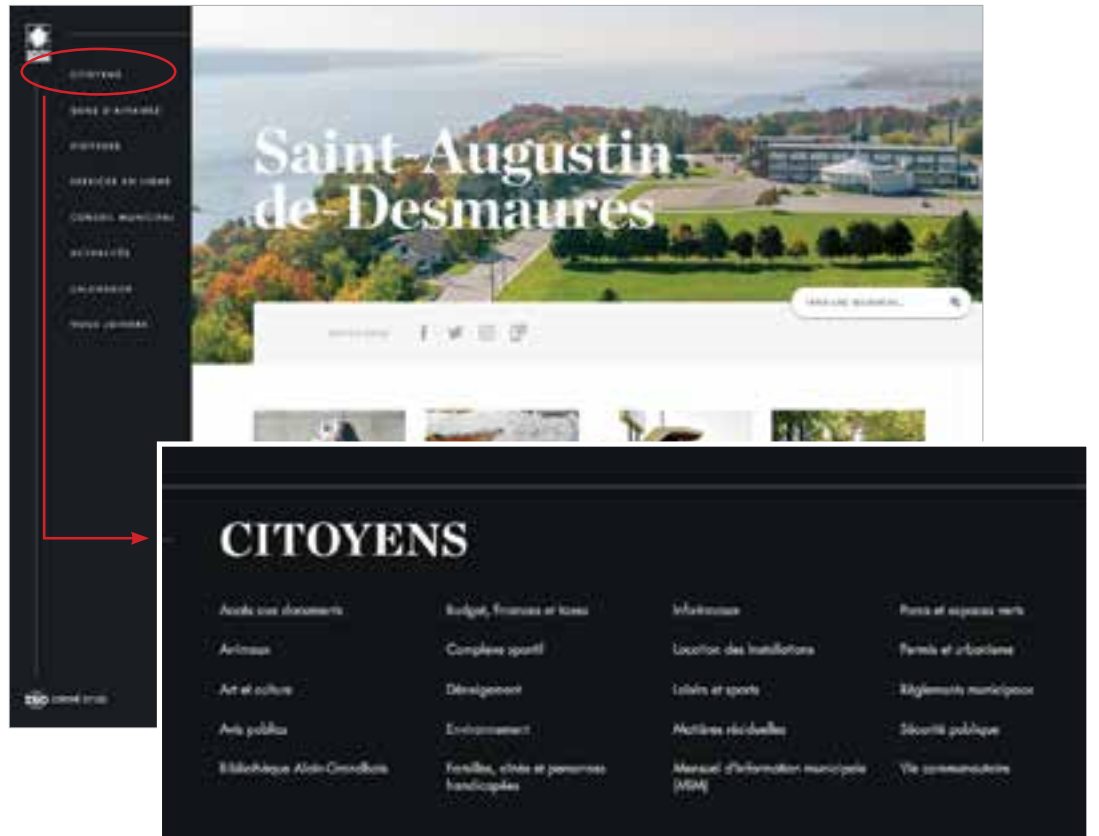 CITOYENS
GENS D'AFFAIRES
VISITEURS
SERVICES EN LIGNE
CONSEIL MUNICIPAL
ACTUALITÉS
CALENDRIER
NOUS JOINDRE
Saint-Augustin-
de-Desmaures
CITOYENS
Accès aux documents
Animaux
Art et culture
Avis publics
Bibliothèque Alain-Grandbois
Budget, finances et taxes
Complexe sportif
Déneigement
Environnement
Familles, aînés et personnes
handicapées
Infotravaux
Location des installations
Loisirs et sports
Matières résiduelles
Mensuel d'information municipale
(MIM)
Parcs et espaces verts
Permis et urbanisme
Règlements municipaux
Sécurité publique
Vie communautaire